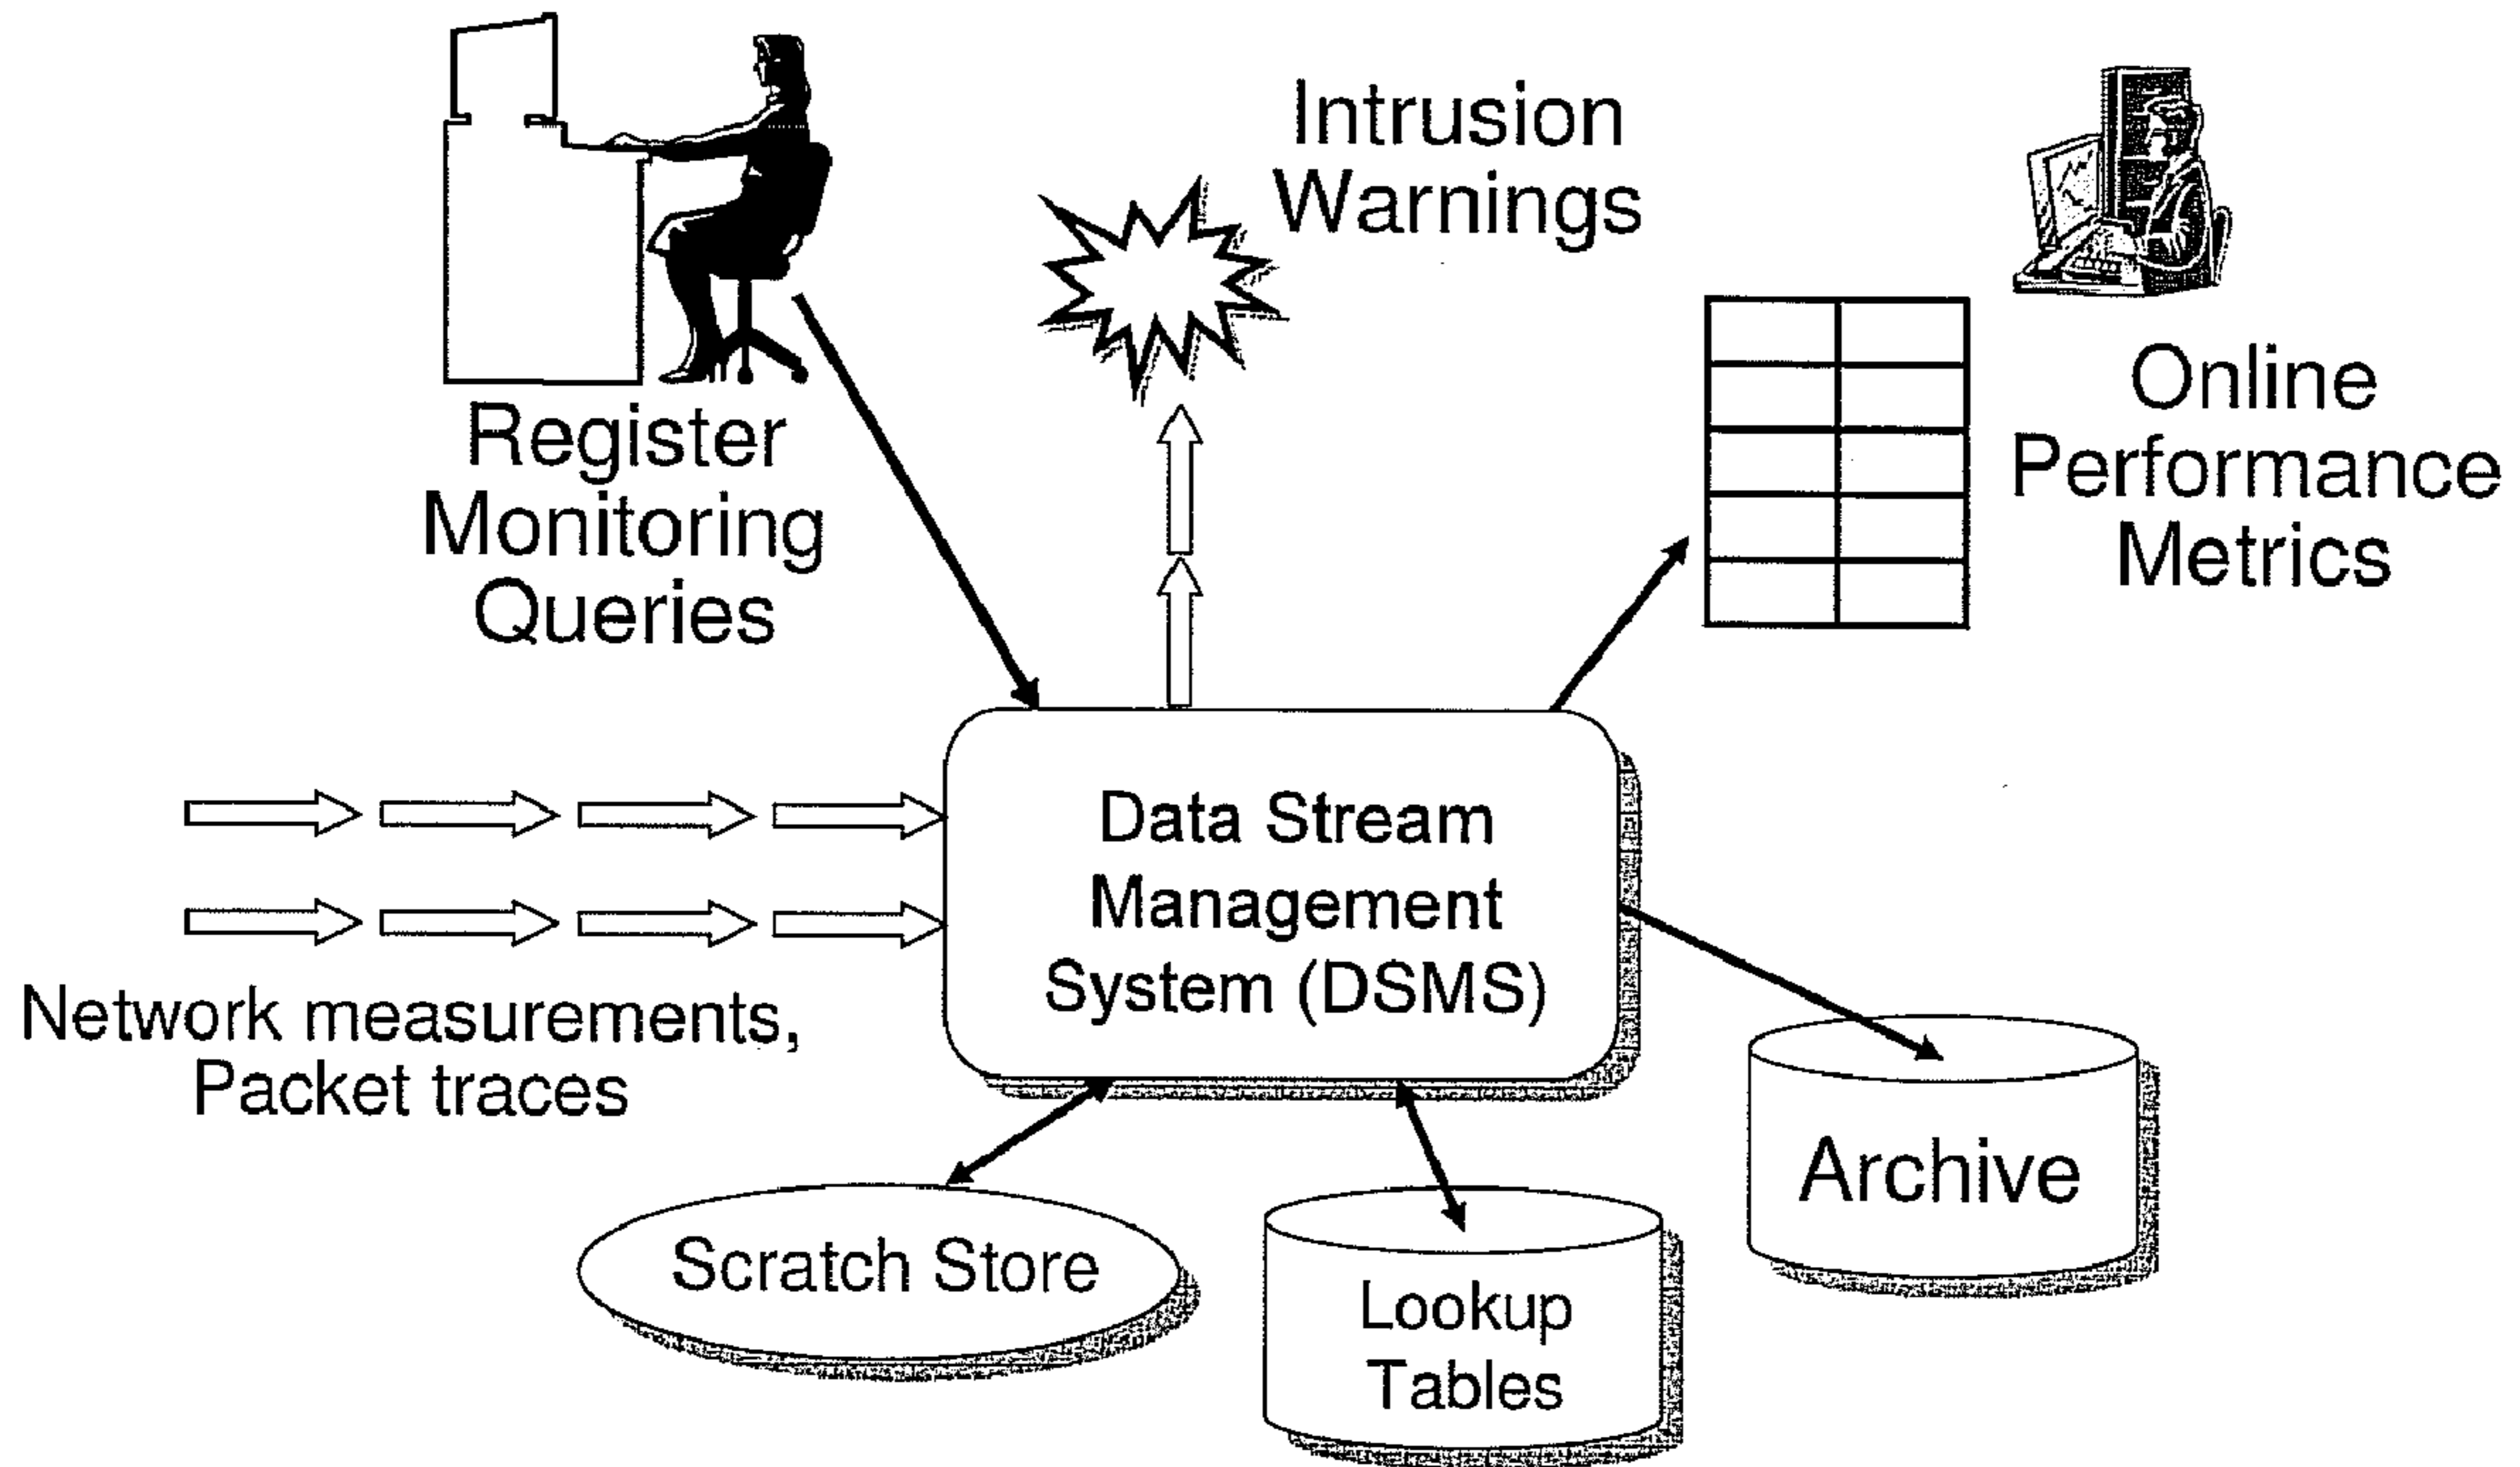 Intrusion
Warnings
Register
Monitoring
Queries
Online
Performance
Metrics
Data Stream
Management
System (DSMS)
Network measurements,
Packet traces
Scratch Store
Lookup
Tables
Archive